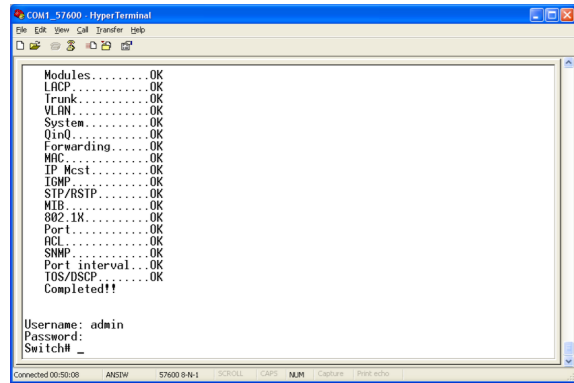 COM1_57600 - HyperTerminal
File Edit View Call Transfer Help
Modules.........OK
LACP............OK
Trunk...........OK
VLAN............OK
System..........OK
QinQ............OK
Forwarding......OK
MAC.............OK
IP Mcst.........OK
IGMP............OK
STP/RSTP........OK
MIB.............OK
802.1X..........OK
Port............OK
ACL.............OK
SNMP............OK
Port interval...OK
TOS/DSCP........OK
Completed!!
Username: admin
Password:
Switch# _
Connected 00:50:08 ANSIW 57600 8-N-1 SCROLL CAPS NUM Capture Print echo